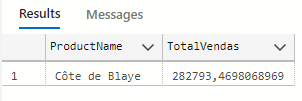 Results Messages
ProductName TotalVendas
1 Côte de Blaye 282793,4698068969